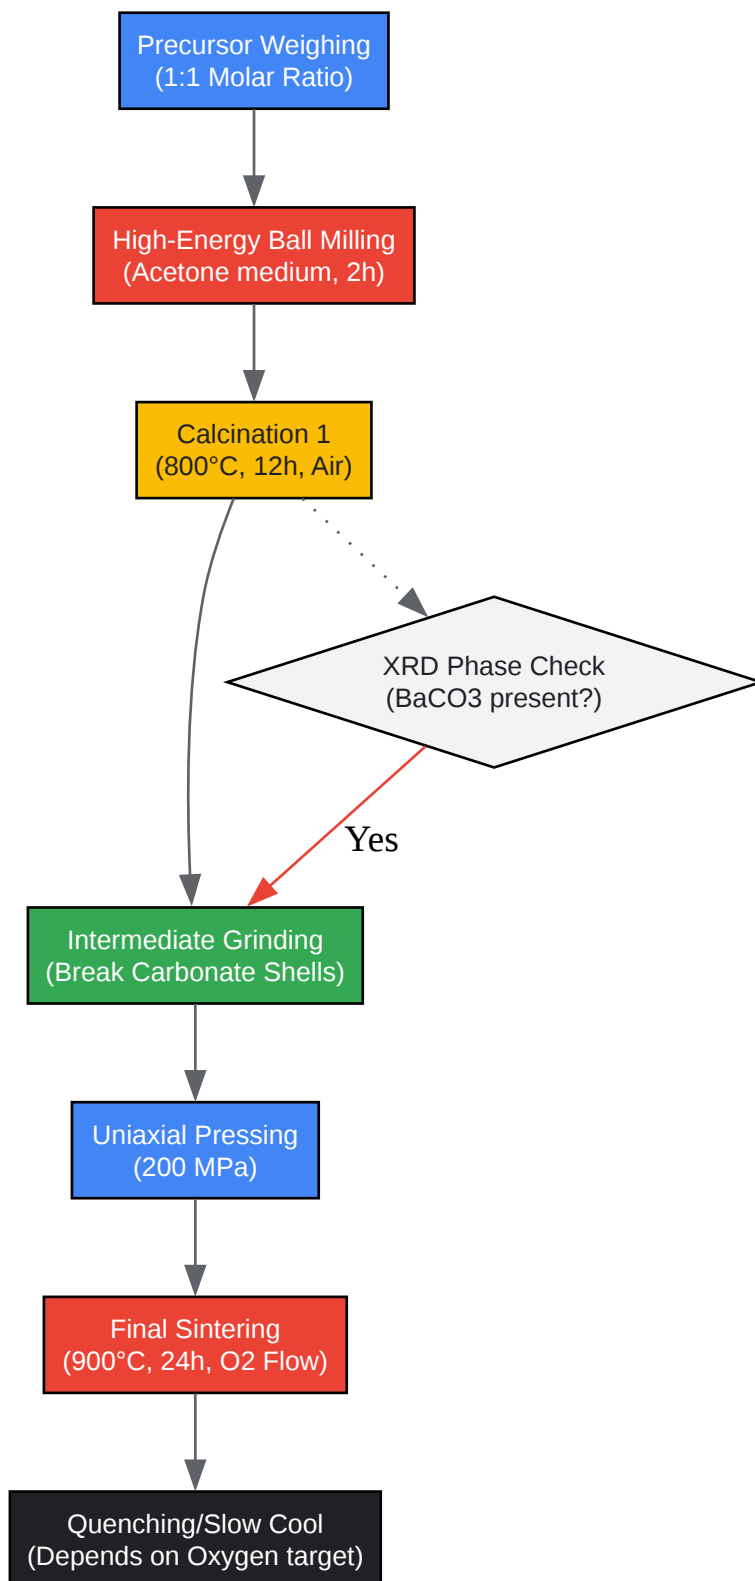 Precursor Weighing
(1:1 Molar Ratio)
High-Energy Ball Milling
(Acetone medium, 2h)
Calcination 1
(800°C, 12h, Air)
XRD Phase Check
(BaCO3 present?)
Yes
Intermediate Grinding
(Break Carbonate Shells)
Uniaxial Pressing
(200 MPa)
Final Sintering
(900°C, 24h, O2 Flow)
Quenching/Slow Cool
(Depends on Oxygen target)